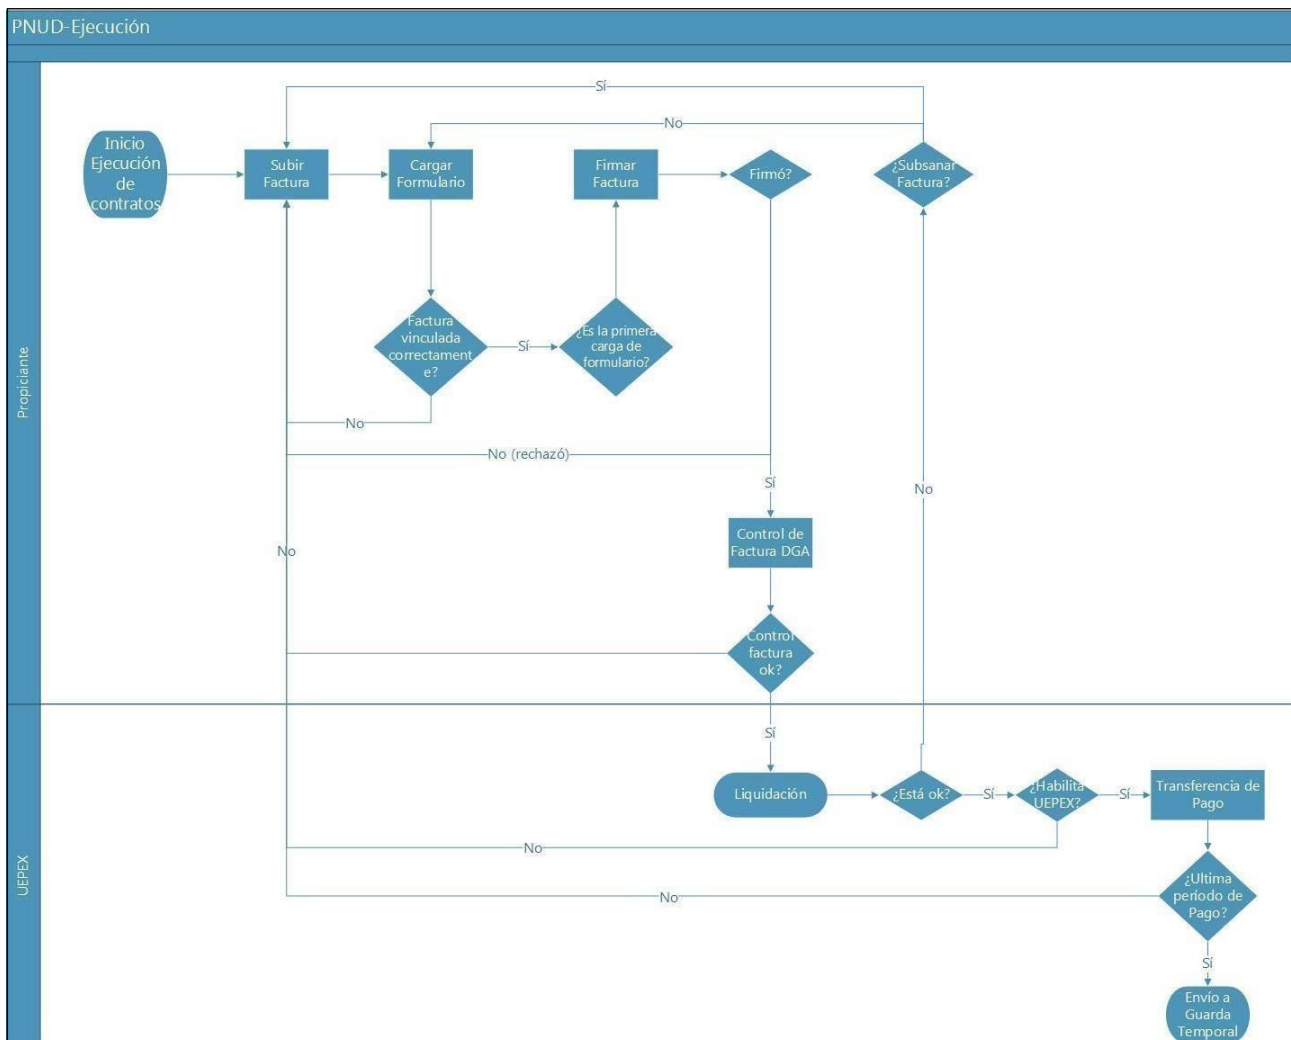 PNUD-Ejecución
Propiciante
Sí
No
Inicio
Ejecución
de
contratos
Subir
Factura
Cargar
Formulario
Firmar
Factura
Firmó?
¿Subsanar
Factura?
Factura
vinculada
correctament
e?
Sí
¿Es la primera
carga de
formulario?
No
No (rechazó)
Sí
No
Control de
Factura DGA
No
Control
factura
ok?
UEPEX
Sí
Liquidación
¿Está ok?
Sí
¿Habilita
UEPEX?
Sí
Transferencia de
Pago
No
¿Ultima
período de
Pago?
No
Sí
Envío a
Guarda
Temporal